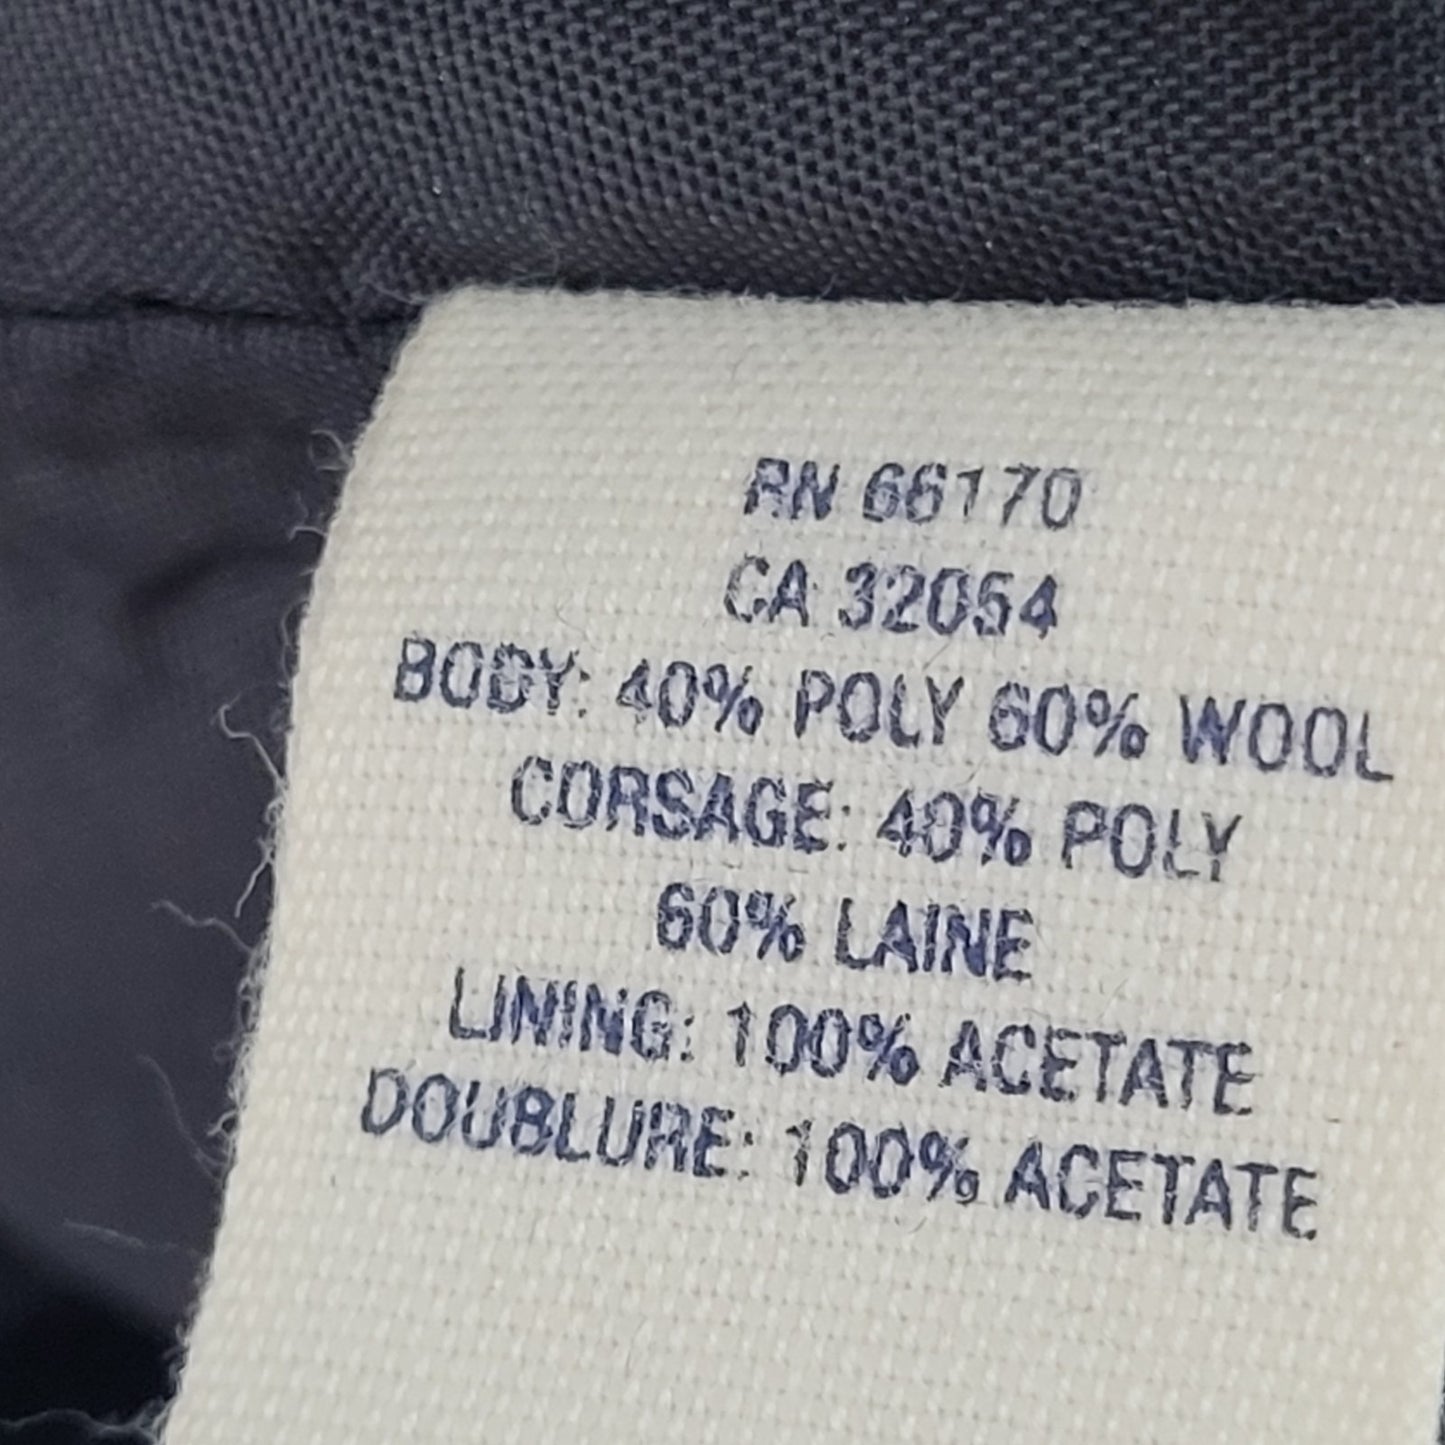 RN 66170
CA 32054
BODY: 40% POLY 60% WOOL
CORSAGE: 40% POLY
60% LAINE
LINING: 100% ACETATE
DOUBLURE: 100% ACETATE